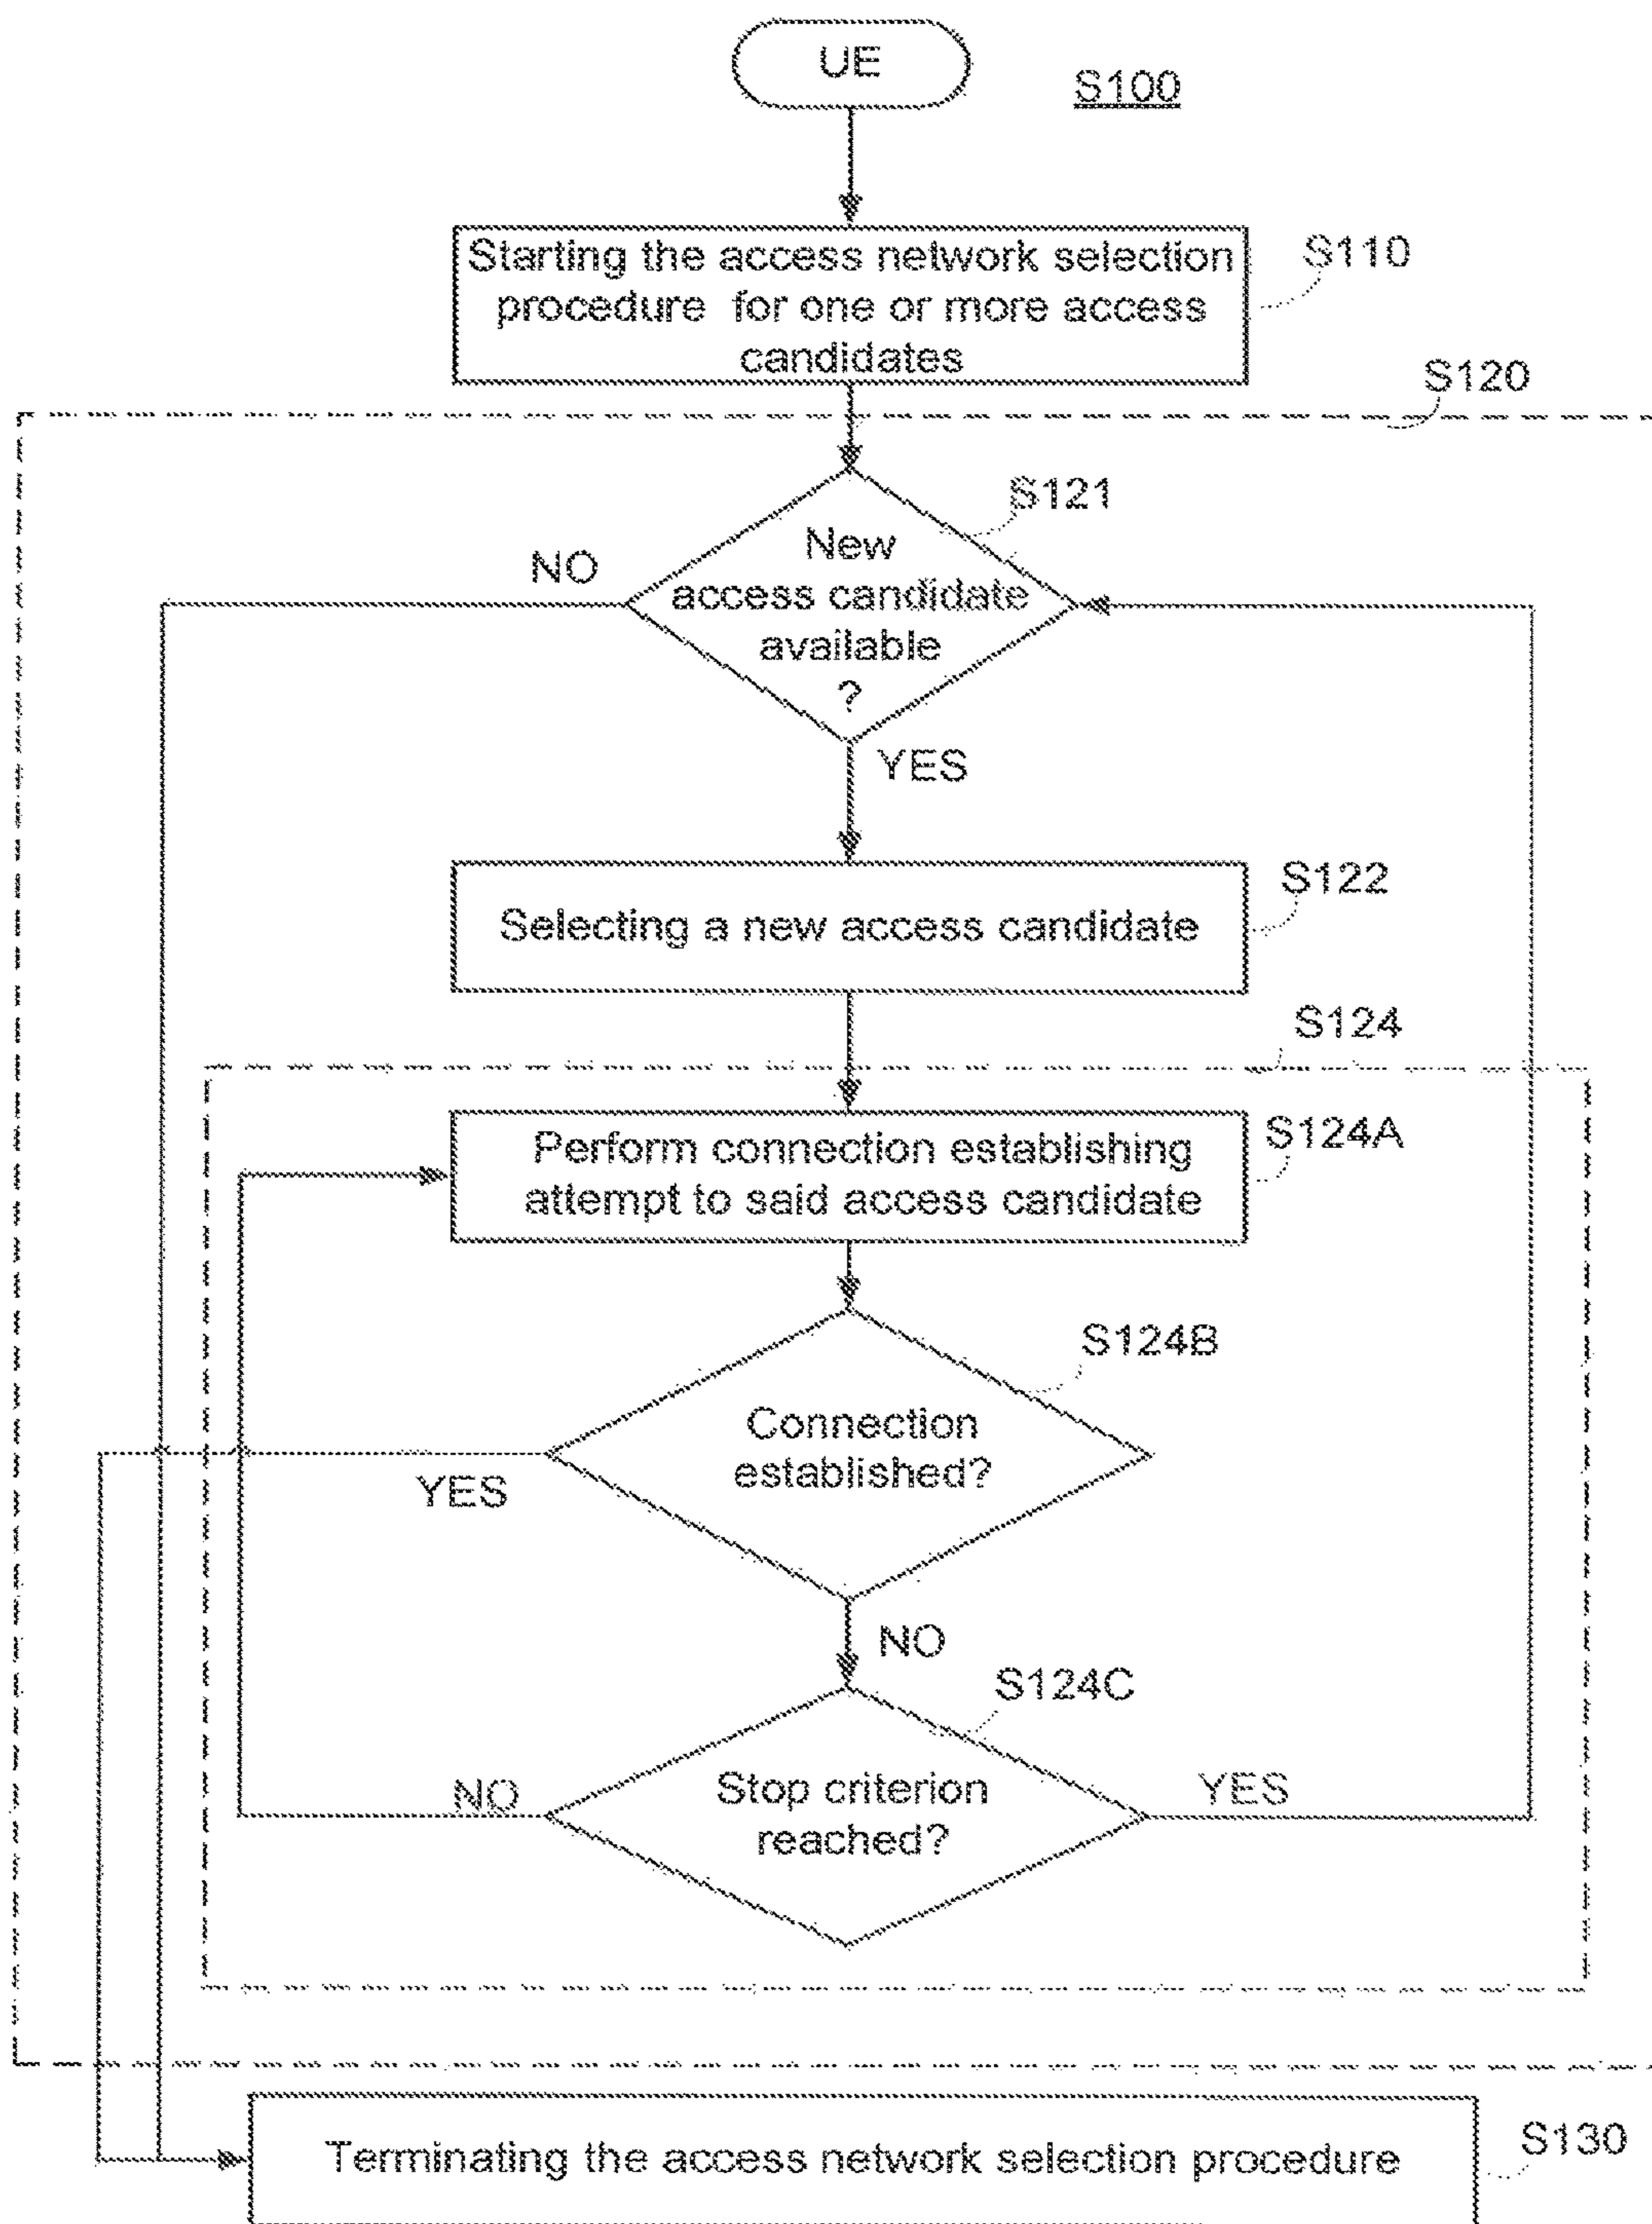 UE
S100
Starting the access network selection
procedure for one or more access
candidates
S110
S120
S121
New
access candidate
available
?
NO
YES
Selecting a new access candidate
S122
S124
Perform connection establishing
attempt to said access candidate
S124A
S124B
Connection
established?
YES
NO
S124C
Stop criterion
reached?
NO
YES
Terminating the access network selection procedure
S130